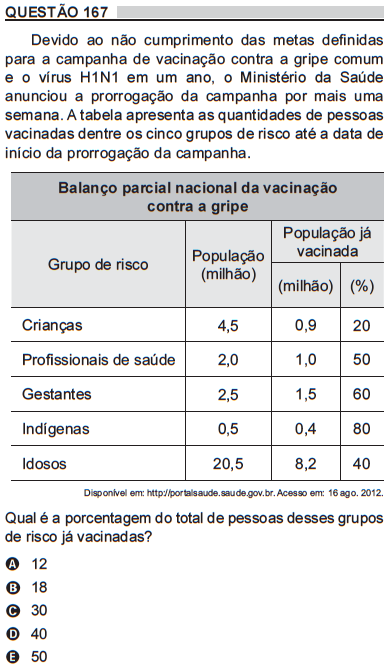 QUESTÃO 167
Devido ao não cumprimento das metas definidas
para a campanha de vacinação contra a gripe comum
e o vírus H1N1 em um ano, o Ministério da Saúde
anunciou a prorrogação da campanha por mais uma
semana. A tabela apresenta as quantidades de pessoas
vacinadas dentre os cinco grupos de risco até a data de
início da prorrogação da campanha.
Balanço parcial nacional da vacinação
contra a gripe
Grupo de risco
População
(milhão)
População já
vacinada
(milhão) (%)
Crianças 4,5 0,9 20
Profissionais de saúde 2,0 1,0 50
Gestantes 2,5 1,5 60
Indígenas 0,5 0,4 80
Idosos 20,5 8,2 40
Disponível em: http://portalsaude.saude.gov.br. Acesso em: 16 ago. 2012.
Qual é a porcentagem do total de pessoas desses grupos
de risco já vacinadas?
A 12
B 18
C 30
D 40
E 50